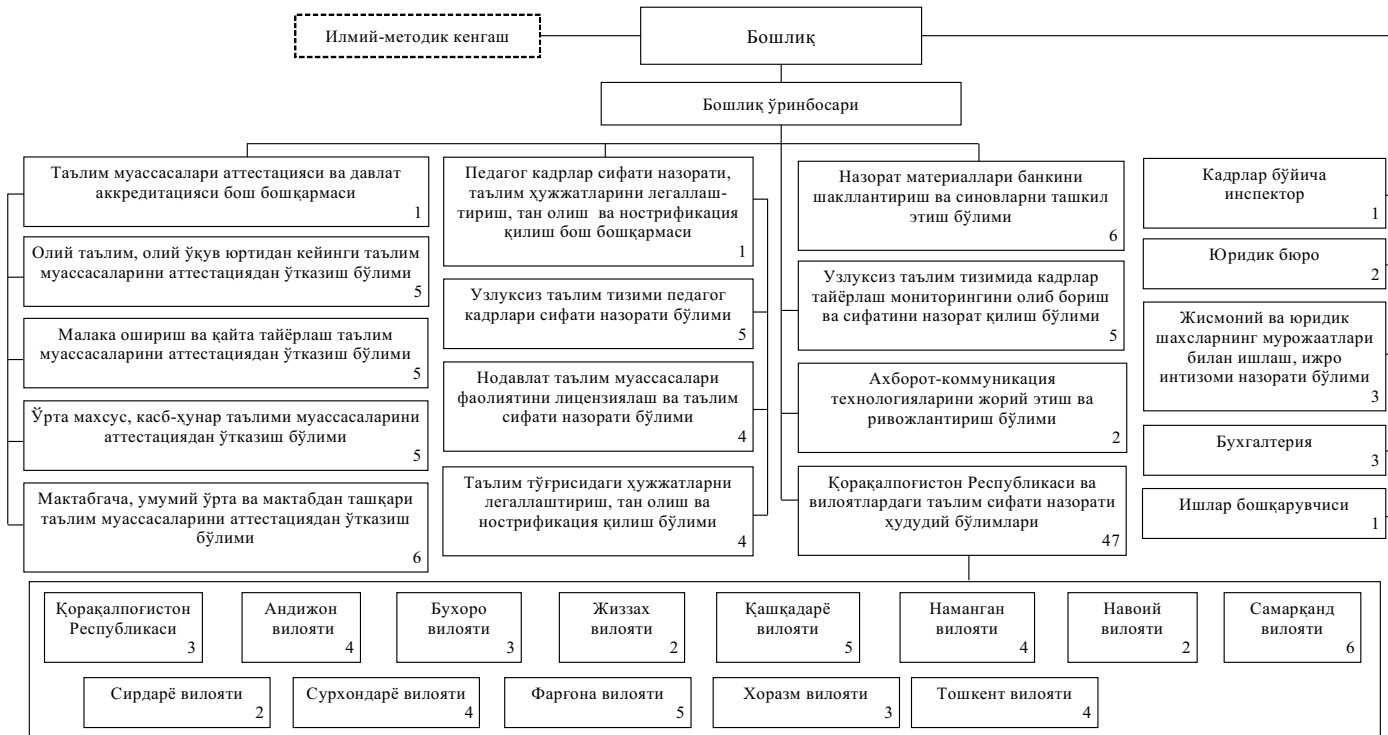 Илмий-методик кенгаш
Бошлиқ
Бошлиқ ўринбосари
Таълим муассасалари аттестацияси ва давлат
аккредитацияси бош бошқармаси
1
Олий таълим, олий ўқув юртидан кейинги таълим
муассасаларини аттестациядан ўтказиш бўлими
5
Малака ошириш ва қайта тайёрлаш таълим
муассасаларини аттестациядан ўтказиш бўлими
5
Ўрта махсус, касб-ҳунар таълими муассасаларини
аттестациядан ўтказиш бўлими
5
Мактабгача, умумий ўрта ва мактабдан ташқари
таълим муассасаларини аттестациядан ўтказиш
бўлими
6
Педагог кадрлар сифати назорати,
таълим ҳужжатларини легаллаш-
тириш, тан олиш ва нострификация
қилиш бош бошқармаси
1
Узлуксиз таълим тизими педагог
кадрлари сифати назорати бўлими
5
Нодавлат таълим муассасалари
фаолиятини лицензиялаш ва таълим
сифати назорати бўлими
4
Таълим тўғрисидаги ҳужжатларни
легаллаштириш, тан олиш ва
нострификация қилиш бўлими
4
Назорат материаллари банкини
шакллантириш ва синовларни ташкил
этиш бўлими
6
Узлуксиз таълим тизимида кадрлар
тайёрлаш мониторингини олиб бориш
ва сифатини назорат қилиш бўлими
5
Ахборот-коммуникация
технологияларини жорий этиш ва
ривожлантириш бўлими
2
Қорақалпоғистон Республикаси ва
вилоятлардаги таълим сифати назорати
ҳудудий бўлимлари
47
Кадрлар бўйича
инспектор
1
Юридик бюро
2
Жисмоний ва юридик
шахсларнинг мурожаатлари
билан ишлаш, ижро
интизоми назорати бўлими
3
Бухгалтерия
3
Ишлар бошқарувчиси
1
Қорақалпоғистон
Республикаси
3
Андижон
вилояти
4
Бухоро
вилояти
3
Жиззах
вилояти
2
Қашқадарё
вилояти
5
Наманган
вилояти
4
Навоий
вилояти
2
Самарқанд
вилояти
6
Сирдарё вилояти
2
Сурхондарё вилояти
4
Фарғона вилояти
5
Хоразм вилояти
3
Тошкент вилояти
4